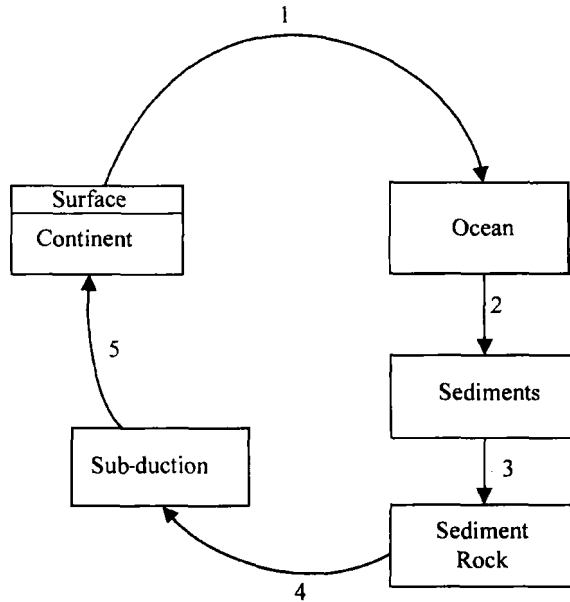 1
Surface
Continent
Ocean
2
5
Sediments
Sub-duction
3
Sediment
Rock
4